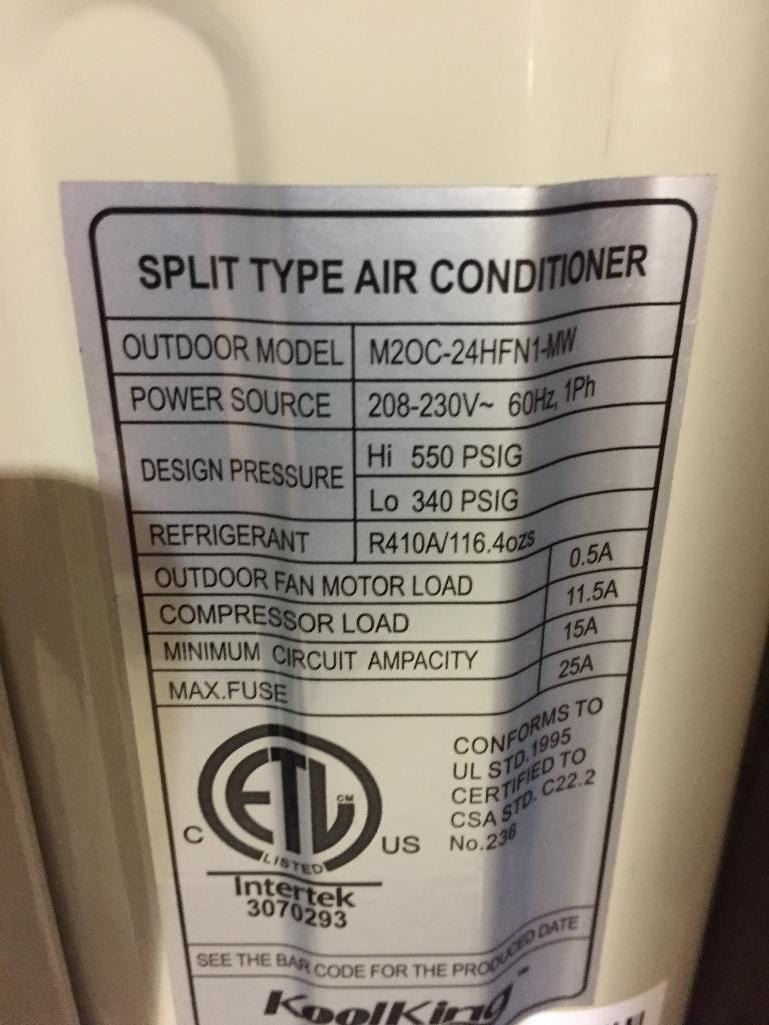 SPLIT TYPE AIR CONDITIONER
OUTDOOR MODEL M2OC-24HFN1-MW
POWER SOURCE 208-230V~ 60Hz, 1Ph
DESIGN PRESSURE Hi 550 PSIG
Lo 340 PSIG
REFRIGERANT R410A/116.4ozs
OUTDOOR FAN MOTOR LOAD 0.5A
COMPRESSOR LOAD 11.5A
MINIMUM CIRCUIT AMPACITY 15A
MAX.FUSE 25A
ETL CM
LISTED
C US
Intertek
3070293
CONFORMS TO
UL STD.1995
CERTIFIED TO
CSA STD. C22.2
No.236
SEE THE BAR CODE FOR THE PRODUCED DATE
KoolKing